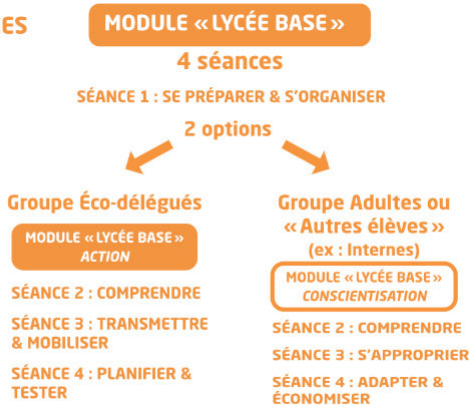 ES
MODULE « LYCÉE BASE »
4 séances
SÉANCE 1 : SE PRÉPARER & S'ORGANISER
2 options
Groupe Éco-délégués
MODULE « LYCÉE BASE »
ACTION
SÉANCE 2 : COMPRENDRE
SÉANCE 3 : TRANSMETTRE
& MOBILISER
SÉANCE 4 : PLANIFIER &
TESTER
Groupe Adultes ou
« Autres élèves »
(ex : Internes)
MODULE « LYCÉE BASE »
CONSCIENTISATION
SÉANCE 2 : COMPRENDRE
SÉANCE 3 : S'APPROPRIER
SÉANCE 4 : ADAPTER &
ÉCONOMISER